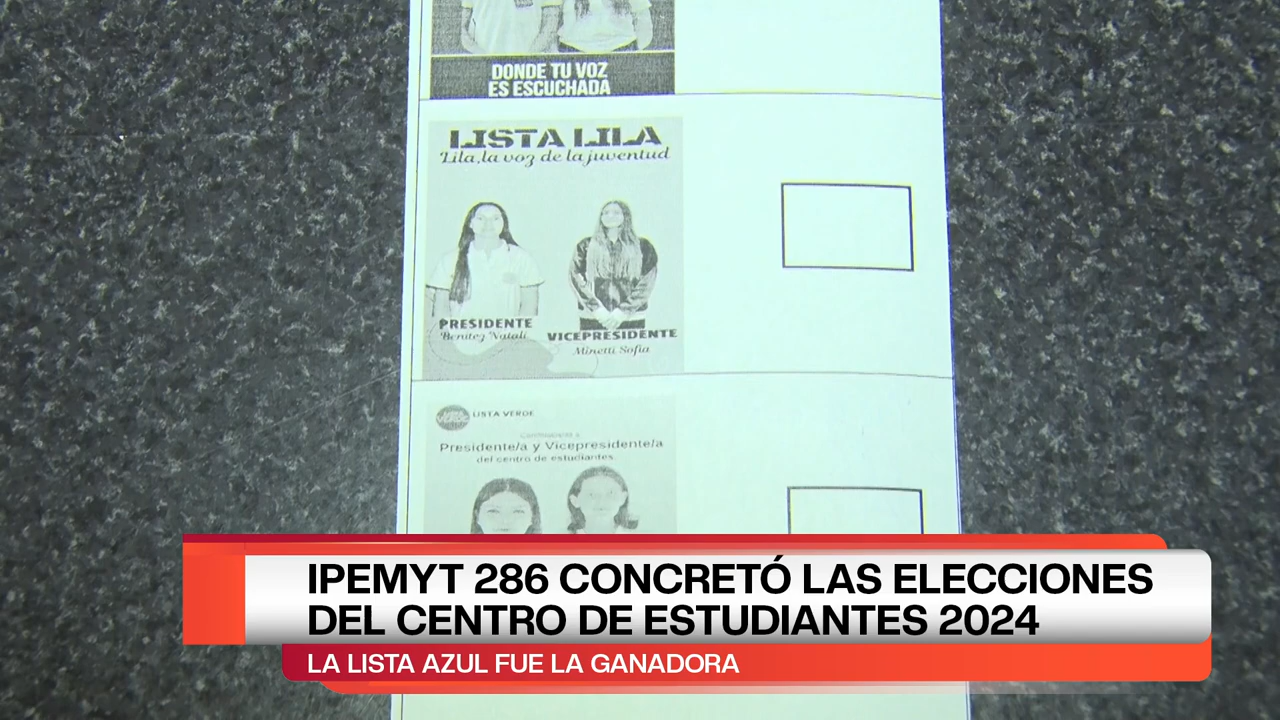 DONDE TU VOZ
ES ESCUCHADA
LISTA LILA
Lila, la voz de la juventud
PRESIDENTE
Benitez Natali
VICEPRESIDENTE
Minetti Sofia
LISTA VERDE
Presidente/a y Vicepresidente/a
del centro de estudiantes
IPEMYT 286 CONCRETÓ LAS ELECCIONES
DEL CENTRO DE ESTUDIANTES 2024
LA LISTA AZUL FUE LA GANADORA